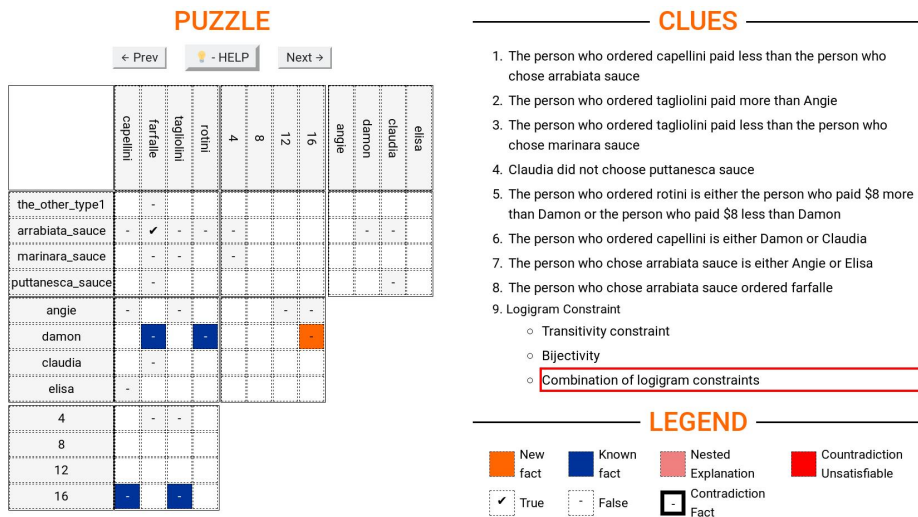 PUZZLE
← Prev
💡 - HELP
Next →
capellini farfalle tagliolini rotini 4 8 12 16 angie damon claudia elisa
the_other_type1 -
arrabiata_sauce - ✔ - - - - -
marinara_sauce - - -
puttanesca_sauce - -
angie - - - -
damon - - -
claudia -
elisa -
4 - -
8
12
16 - -
CLUES
1. The person who ordered capellini paid less than the person who
chose arrabiata sauce
2. The person who ordered tagliolini paid more than Angie
3. The person who ordered tagliolini paid less than the person who
chose marinara sauce
4. Claudia did not choose puttanesca sauce
5. The person who ordered rotini is either the person who paid $8 more
than Damon or the person who paid $8 less than Damon
6. The person who ordered capellini is either Damon or Claudia
7. The person who chose arrabiata sauce is either Angie or Elisa
8. The person who chose arrabiata sauce ordered farfalle
9. Logigram Constraint
○ Transitivity constraint
○ Bijectivity
○ Combination of logigram constraints
LEGEND
New
fact
Known
fact
Nested
Explanation
Countradiction
Unsatisfiable
✔ True
- False
- Contradiction
Fact